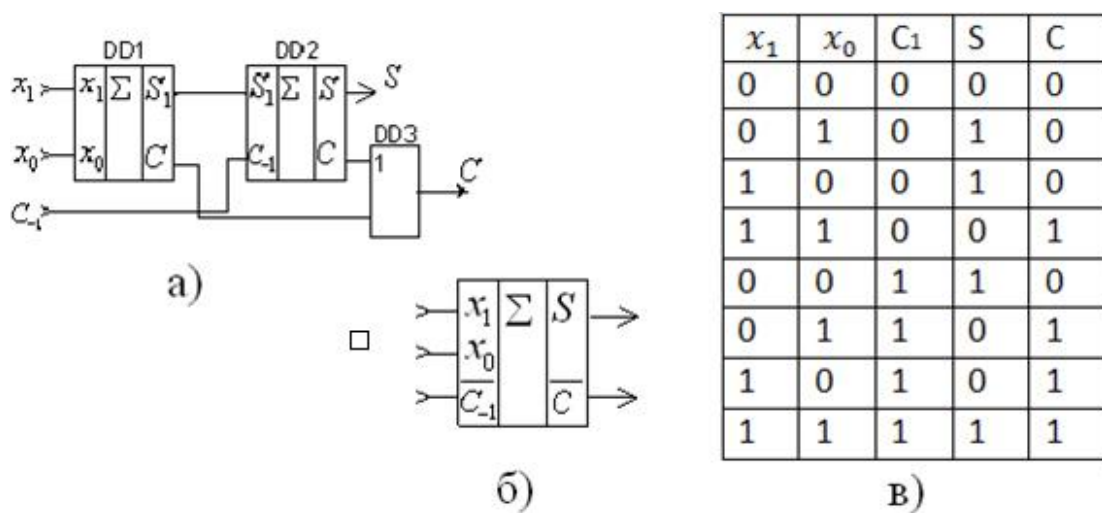 DD1 DD2
x₁ x₁ Σ S₁ S₁ Σ S S
DD3
x₀ x₀ C C₋₁ C 1 C
C₋₁
а)
x₁ Σ S
x₀
C̅₋₁ C̅
б)
x₁ x₀ C₁ S C
0 0 0 0 0
0 1 0 1 0
1 0 0 1 0
1 1 0 0 1
0 0 1 1 0
0 1 1 0 1
1 0 1 0 1
1 1 1 1 1
в)